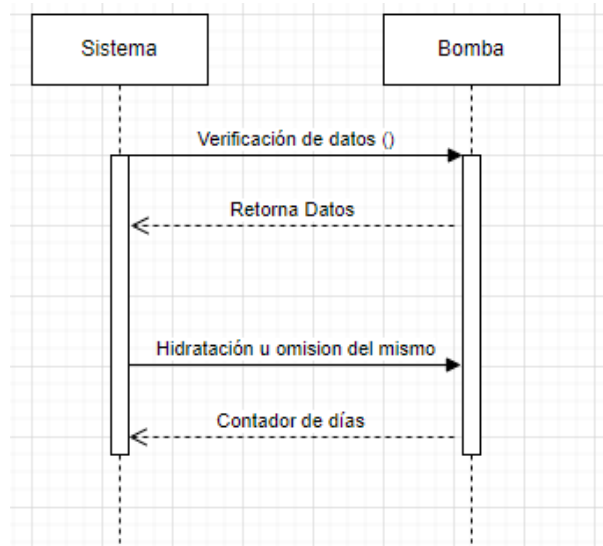 Sistema
Bomba
Verificación de datos ()
Retorna Datos
Hidratación u omision del mismo
Contador de días